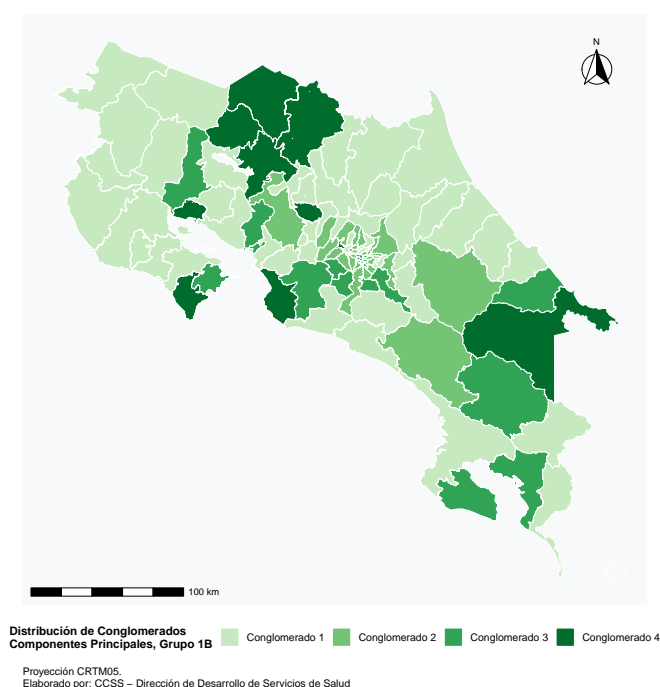 N
100 km
Distribución de Conglomerados
Componentes Principales, Grupo 1B
Conglomerado 1
Conglomerado 2
Conglomerado 3
Conglomerado 4
Proyección CRTM05.
Elaborado por: CCSS – Dirección de Desarrollo de Servicios de Salud